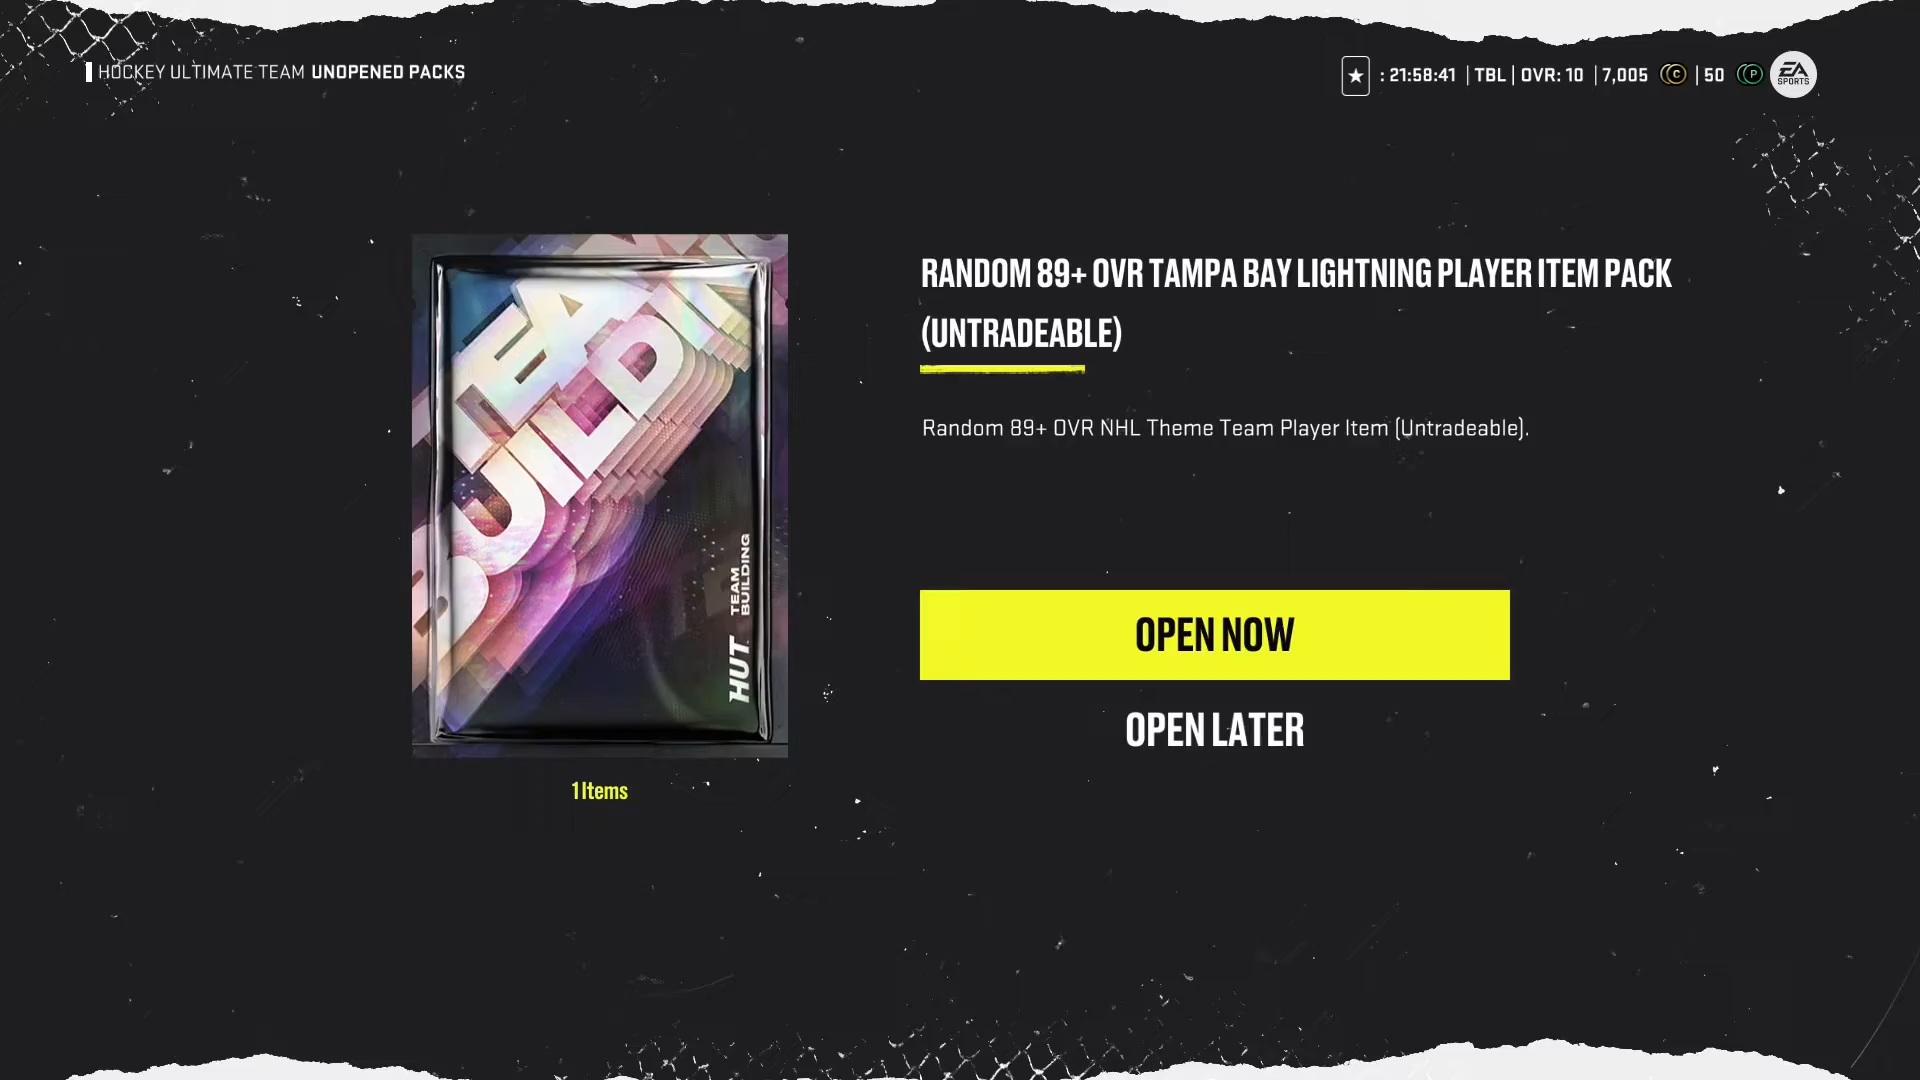 HOCKEY ULTIMATE TEAM UNOPENED PACKS
: 21:58:41 | TBL | OVR: 10 | 7,005 C | 50 P
EA
SPORTS
RANDOM 89+ OVR TAMPA BAY LIGHTNING PLAYER ITEM PACK
(UNTRADEABLE)
Random 89+ OVR NHL Theme Team Player Item (Untradeable).
TEAM
BUILDING
HUT
OPEN NOW
OPEN LATER
1 Items